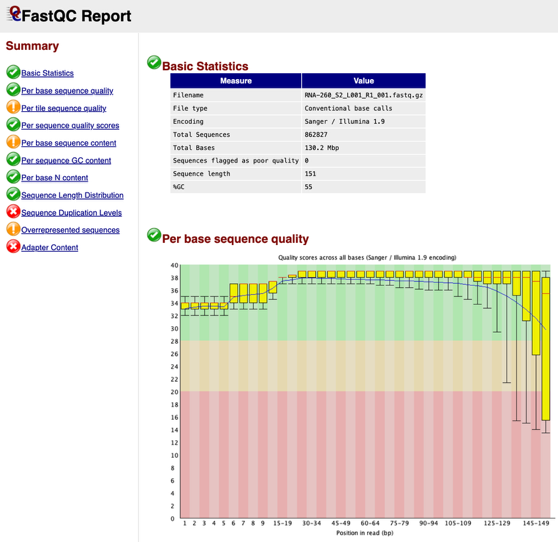 FastQC Report
Summary
Basic Statistics
Per base sequence quality
Per tile sequence quality
Per sequence quality scores
Per base sequence content
Per sequence GC content
Per base N content
Sequence Length Distribution
Sequence Duplication Levels
Overrepresented sequences
Adapter Content
Basic Statistics
Measure Value
Filename RNA-260_S2_L001_R1_001.fastq.gz
File type Conventional base calls
Encoding Sanger / Illumina 1.9
Total Sequences 862827
Total Bases 130.2 Mbp
Sequences flagged as poor quality 0
Sequence length 151
%GC 55
Per base sequence quality
Quality scores across all bases (Sanger / Illumina 1.9 encoding)
40
38
36
34
32
30
28
26
24
22
20
18
16
14
12
10
8
6
4
2
0
1 2 3 4 5 6 7 8 9 15-19 30-34 45-49 60-64 75-79 90-94 105-109 125-129 145-149
Position in read (bp)